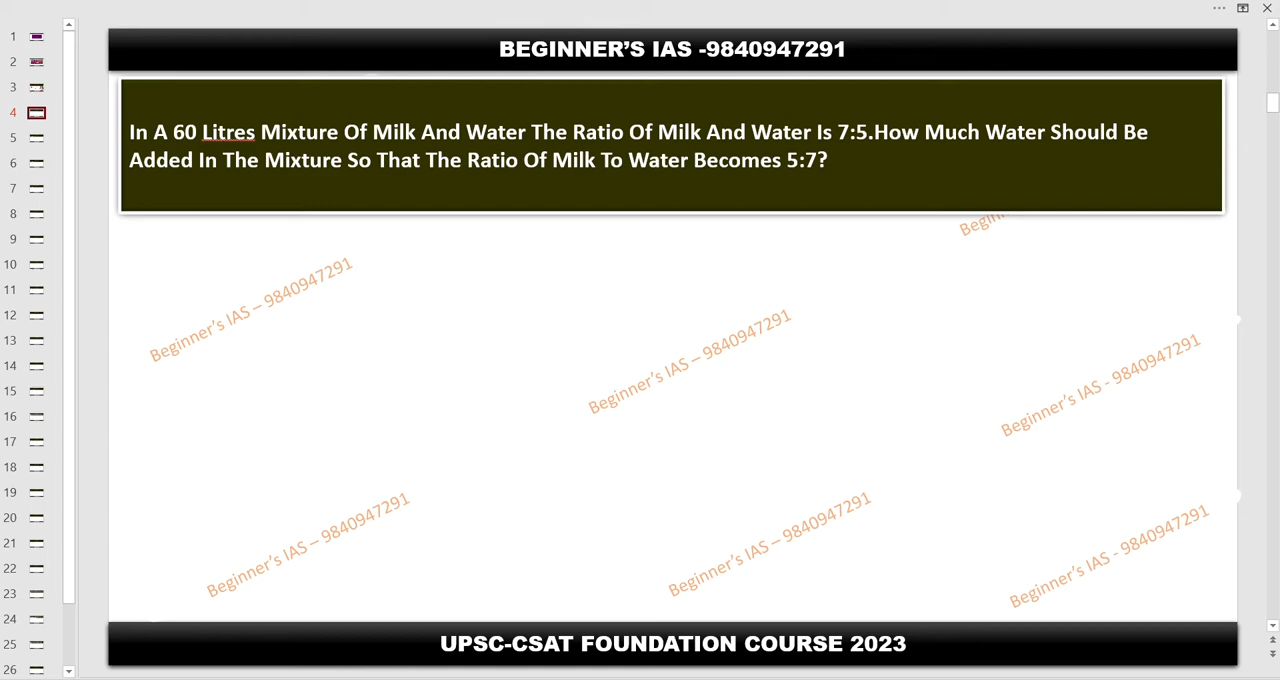 BEGINNER'S IAS -9840947291
1
2
3
4
5
6
7
8
9
10
11
12
13
14
15
16
17
18
19
20
21
22
23
24
25
26
In A 60 Litres Mixture Of Milk And Water The Ratio Of Milk And Water Is 7:5.How Much Water Should Be
Added In The Mixture So That The Ratio Of Milk To Water Becomes 5:7?
Beginn
Beginner's IAS – 9840947291
Beginner's IAS – 9840947291
Beginner's IAS - 9840947291
Beginner's IAS – 9840947291
Beginner's IAS – 9840947291
Beginner's IAS - 9840947291
UPSC-CSAT FOUNDATION COURSE 2023